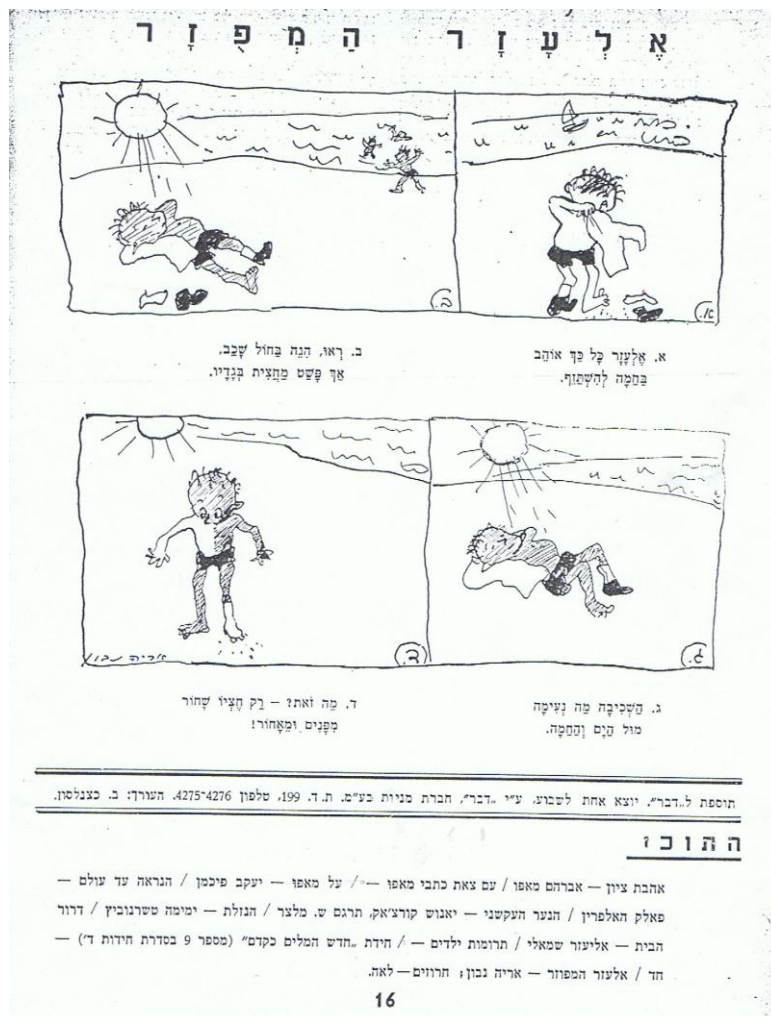 אֶלְעָזָר הַמְפֻזָּר
א.
ב.
א. אֶלְעָזָר כָּל כַּךְ אוֹהֵב
בַּחַמָּה לְהִשְׁתַּזֵּף.
ב. רְאוּ, הִנֵּה בַּחוֹל שָׁכַב,
אַךְ פָּשַׁט מַחֲצִית בְּגָדָיו.
ג.
ד.
אריה נבון
ג. הַשְּׁכִיבָה מַה נְּעִימָה
מוּל הַיָּם וְהַחַמָּה.
ד. מַה זֹּאת? – רַק חֶצְיוֹ שָׁחוֹר
מִפָּנִים וּמֵאָחוֹר!
תוספת ל„דבר". יוצא אחת לשבוע, ע"י „דבר", חברת מניות בע"מ. ת. ד. 199, טלפון 4275-4276. העורך: ב. כצנלסון.
התוכן
אהבת ציון — אברהם מאפו / עם צאת כתבי מאפו — / על מאפו — יעקב פיכמן / הנראה עד עולם —
פאלק האלפרין / הנער העקשני — יאנוש קורצ'אק, תרגם ש. מלצר / הגזלת — ימימה טשרנוביץ / דרור
הבית — אליעזר שמאלי / תרומות ילדים — / חידת „חדש המלים כקדם" (מספר 9 בסדרת חידות ד') —
חד / אלעזר המפוזר — אריה נבון; חרוזים — לאה.
16